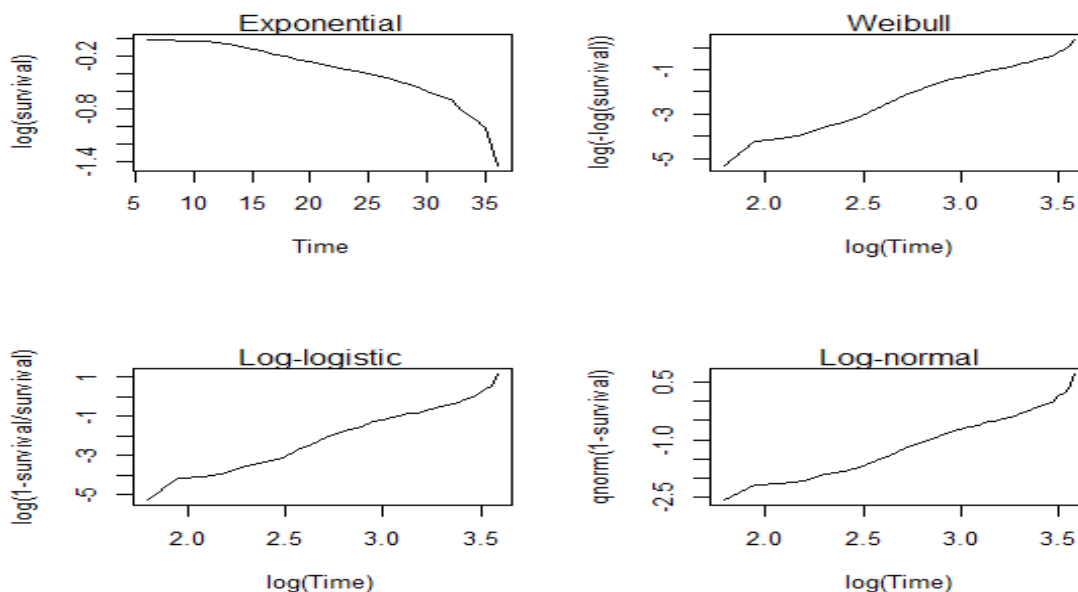 Exponential
log(survival)
-0.2
-0.8
-1.4
5 10 15 20 25 30 35
Time
Weibull
log(-log(survival))
-1
-3
-5
2.0 2.5 3.0 3.5
log(Time)
Log-logistic
log(1-survival/survival)
1
-1
-3
-5
2.0 2.5 3.0 3.5
log(Time)
Log-normal
qnorm(1-survival)
0.5
-1.0
-2.5
2.0 2.5 3.0 3.5
log(Time)